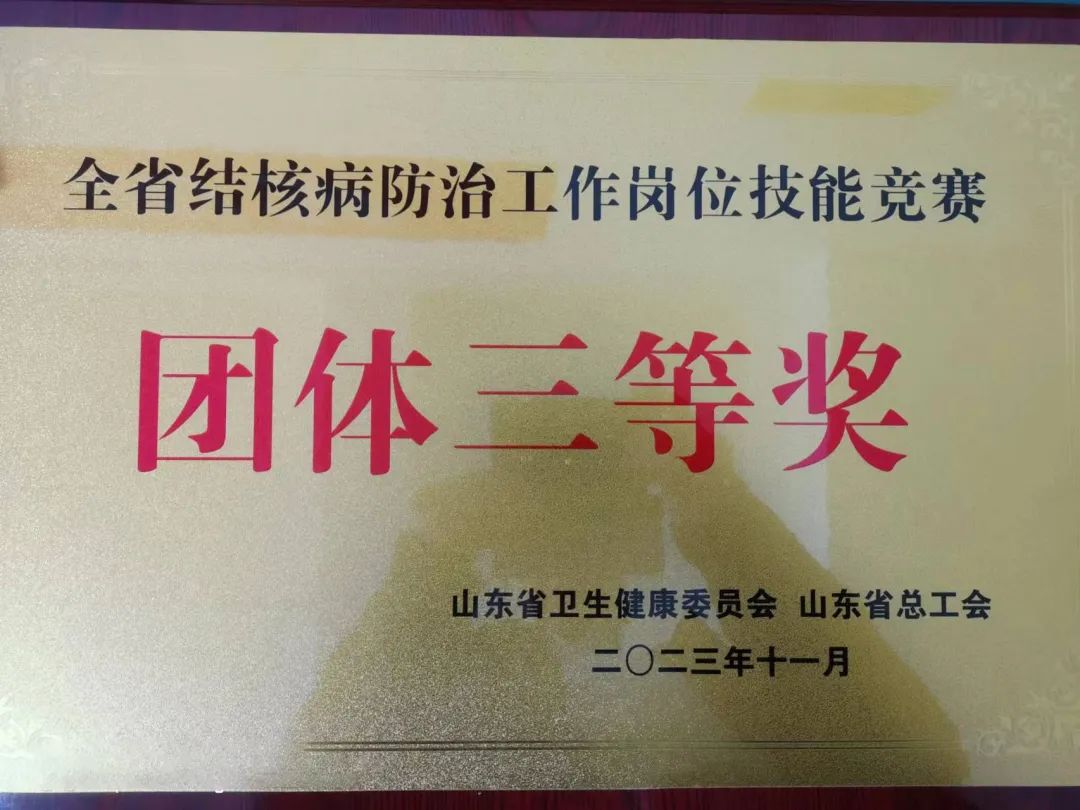 全省结核病防治工作岗位技能竞赛
团体三等奖
山东省卫生健康委员会 山东省总工会
二〇二三年十一月